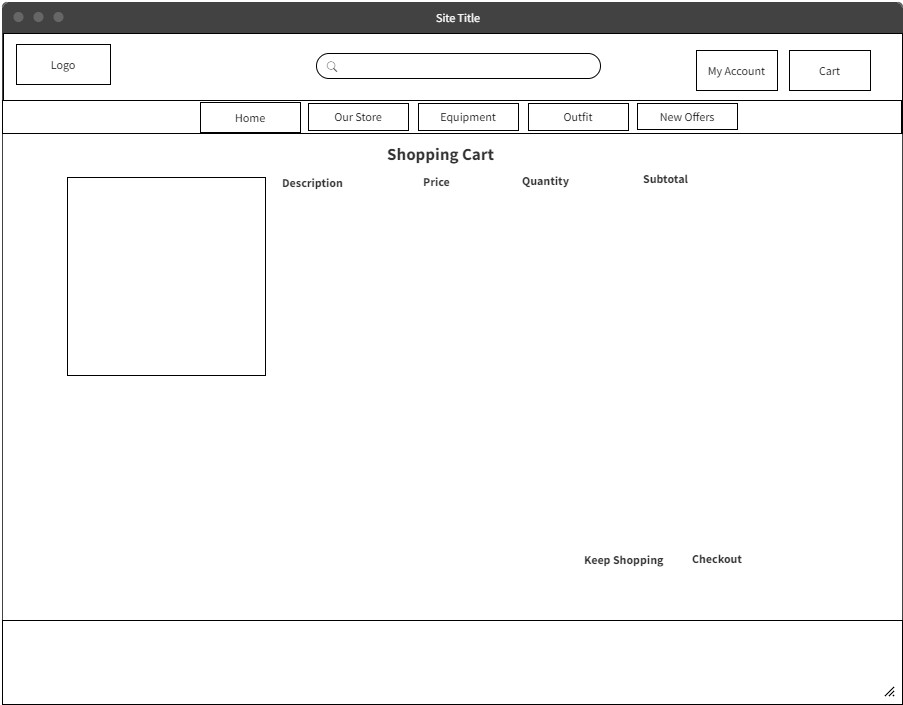 Site Title
Logo
My Account
Cart
Home
Our Store
Equipment
Outfit
New Offers
Shopping Cart
Description
Price
Quantity
Subtotal
Keep Shopping
Checkout